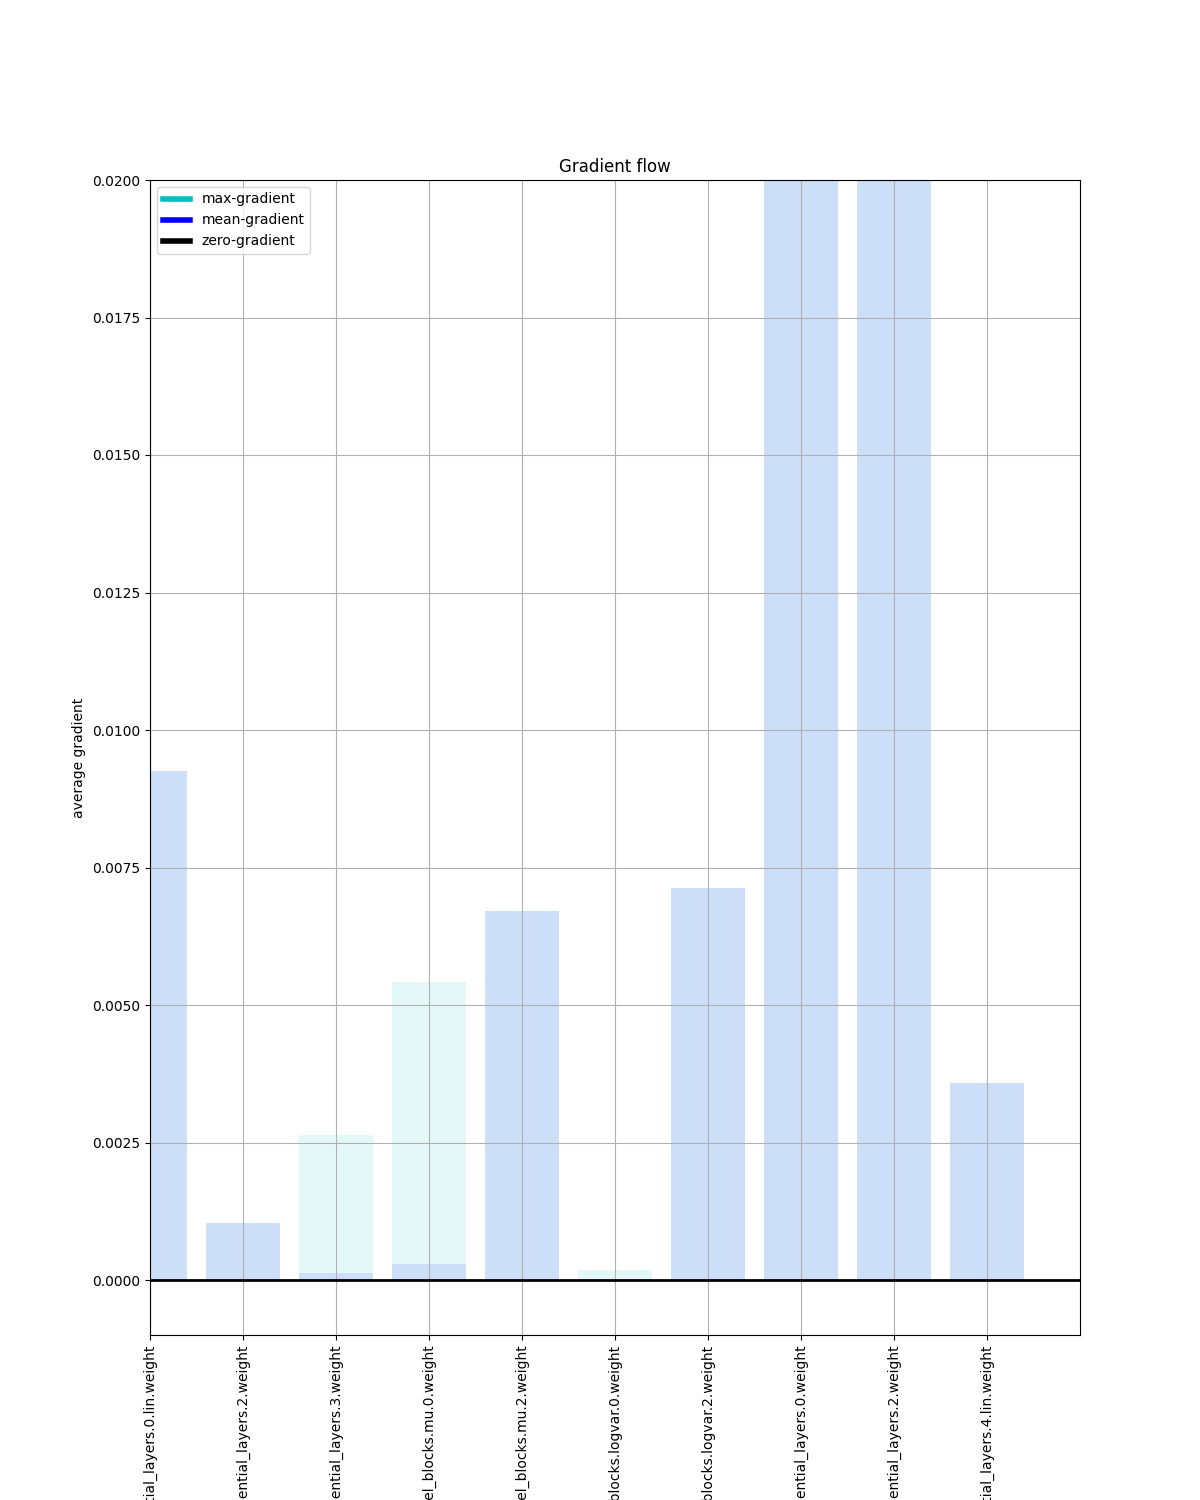 Gradient flow
max-gradient
mean-gradient
zero-gradient
0.0200
0.0175
0.0150
0.0125
0.0100
0.0075
0.0050
0.0025
0.0000
average gradient
tial_layers.0.lin.weight
ential_layers.2.weight
ential_layers.3.weight
el_blocks.mu.0.weight
el_blocks.mu.2.weight
blocks.logvar.0.weight
blocks.logvar.2.weight
ential_layers.0.weight
ential_layers.2.weight
tial_layers.4.lin.weight